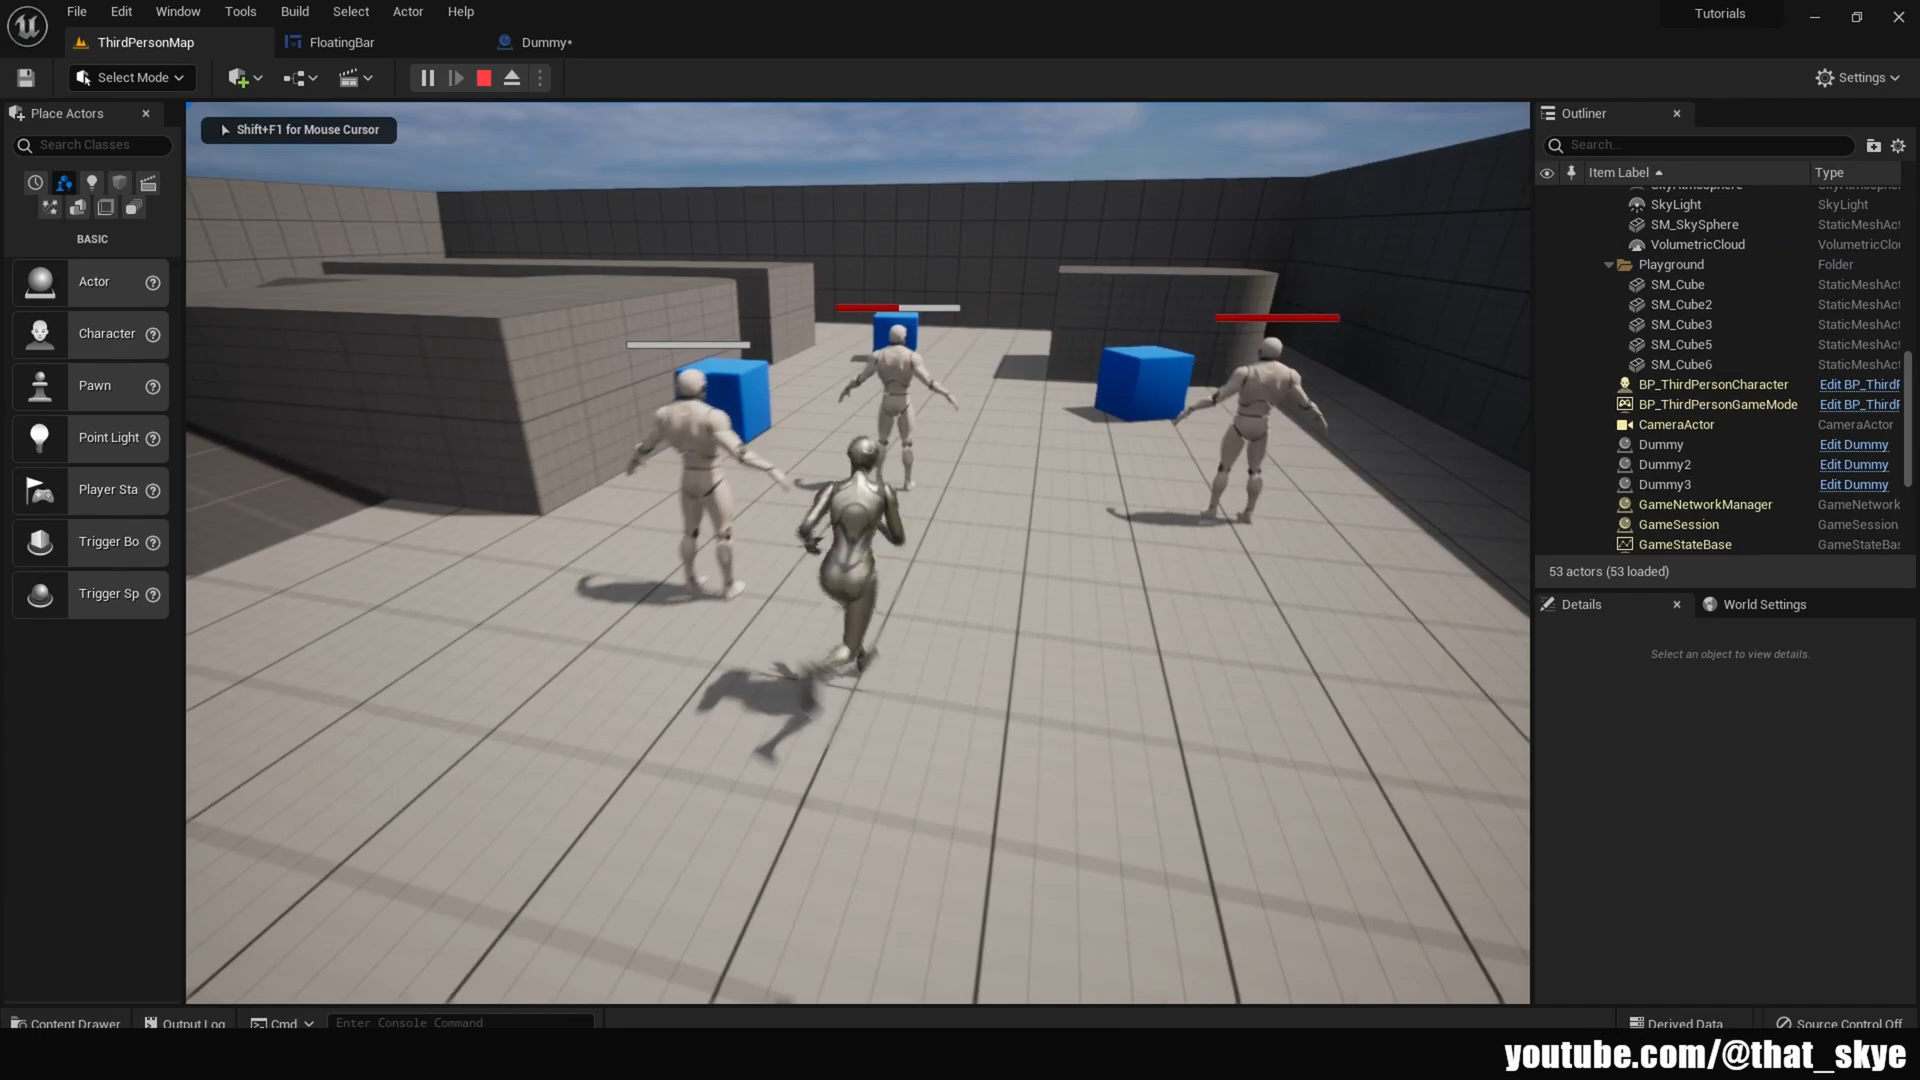 File Edit Window Tools Build Select Actor Help
Tutorials
ThirdPersonMap
FloatingBar
Dummy*
Select Mode
Settings
Place Actors
Search Classes
BASIC
Actor
Character
Pawn
Point Light
Player Sta
Trigger Bo
Trigger Sp
Shift+F1 for Mouse Cursor
Outliner
Search...
Item Label Type
SkyAtmosphere SkyAtmosphe
SkyLight SkyLight
SM_SkySphere StaticMeshAct
VolumetricCloud VolumetricClou
Playground Folder
SM_Cube StaticMeshAct
SM_Cube2 StaticMeshAct
SM_Cube3 StaticMeshAct
SM_Cube5 StaticMeshAct
SM_Cube6 StaticMeshAct
BP_ThirdPersonCharacter Edit BP_ThirdP
BP_ThirdPersonGameMode Edit BP_ThirdP
CameraActor CameraActor
Dummy Edit Dummy
Dummy2 Edit Dummy
Dummy3 Edit Dummy
GameNetworkManager GameNetwork
GameSession GameSession
GameStateBase GameStateBas
53 actors (53 loaded)
Details
World Settings
Select an object to view details.
Content Drawer
Output Log
Cmd
Enter Console Command
Derived Data
Source Control Off
youtube.com/@that_skye